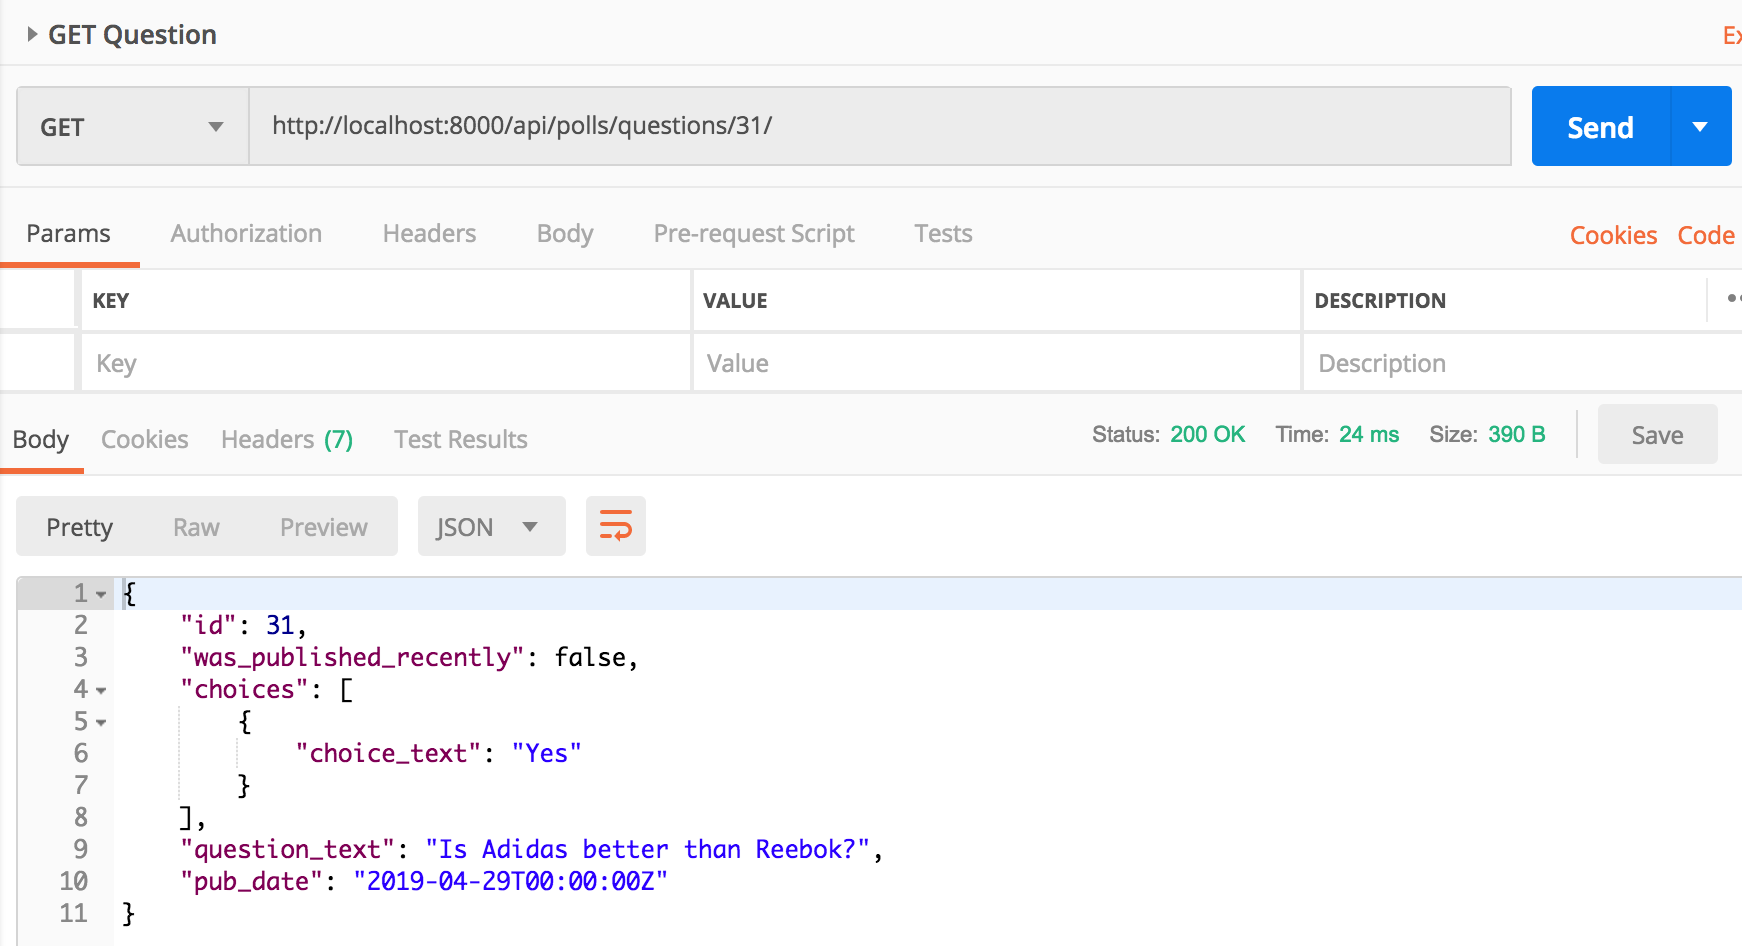 GET Question
Ex
GET http://localhost:8000/api/polls/questions/31/ Send
Params Authorization Headers Body Pre-request Script Tests Cookies Code
KEY VALUE DESCRIPTION
Key Value Description
Body Cookies Headers (7) Test Results Status: 200 OK Time: 24 ms Size: 390 B Save
Pretty Raw Preview JSON
1 {
2 "id": 31,
3 "was_published_recently": false,
4 "choices": [
5 {
6 "choice_text": "Yes"
7 }
8 ],
9 "question_text": "Is Adidas better than Reebok?",
10 "pub_date": "2019-04-29T00:00:00Z"
11 }